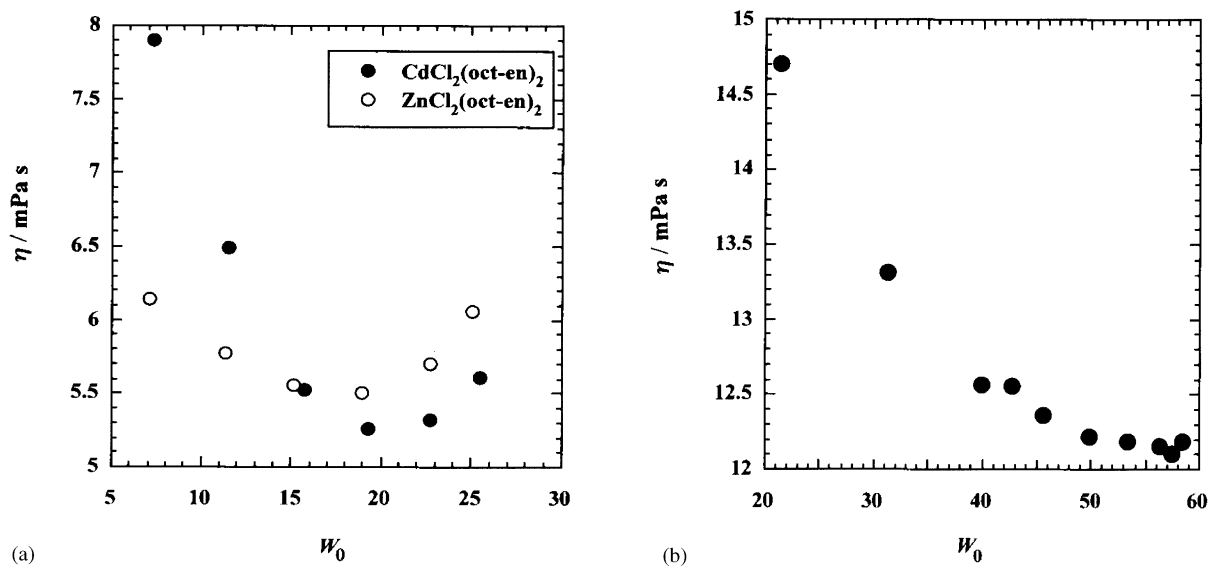 8
7.5
7
6.5
6
5.5
5
η / mPa s
CdCl₂(oct-en)₂
ZnCl₂(oct-en)₂
5 10 15 20 25 30
W₀
(a)
15
14.5
14
13.5
13
12.5
12
η / mPa s
20 30 40 50 60
W₀
(b)